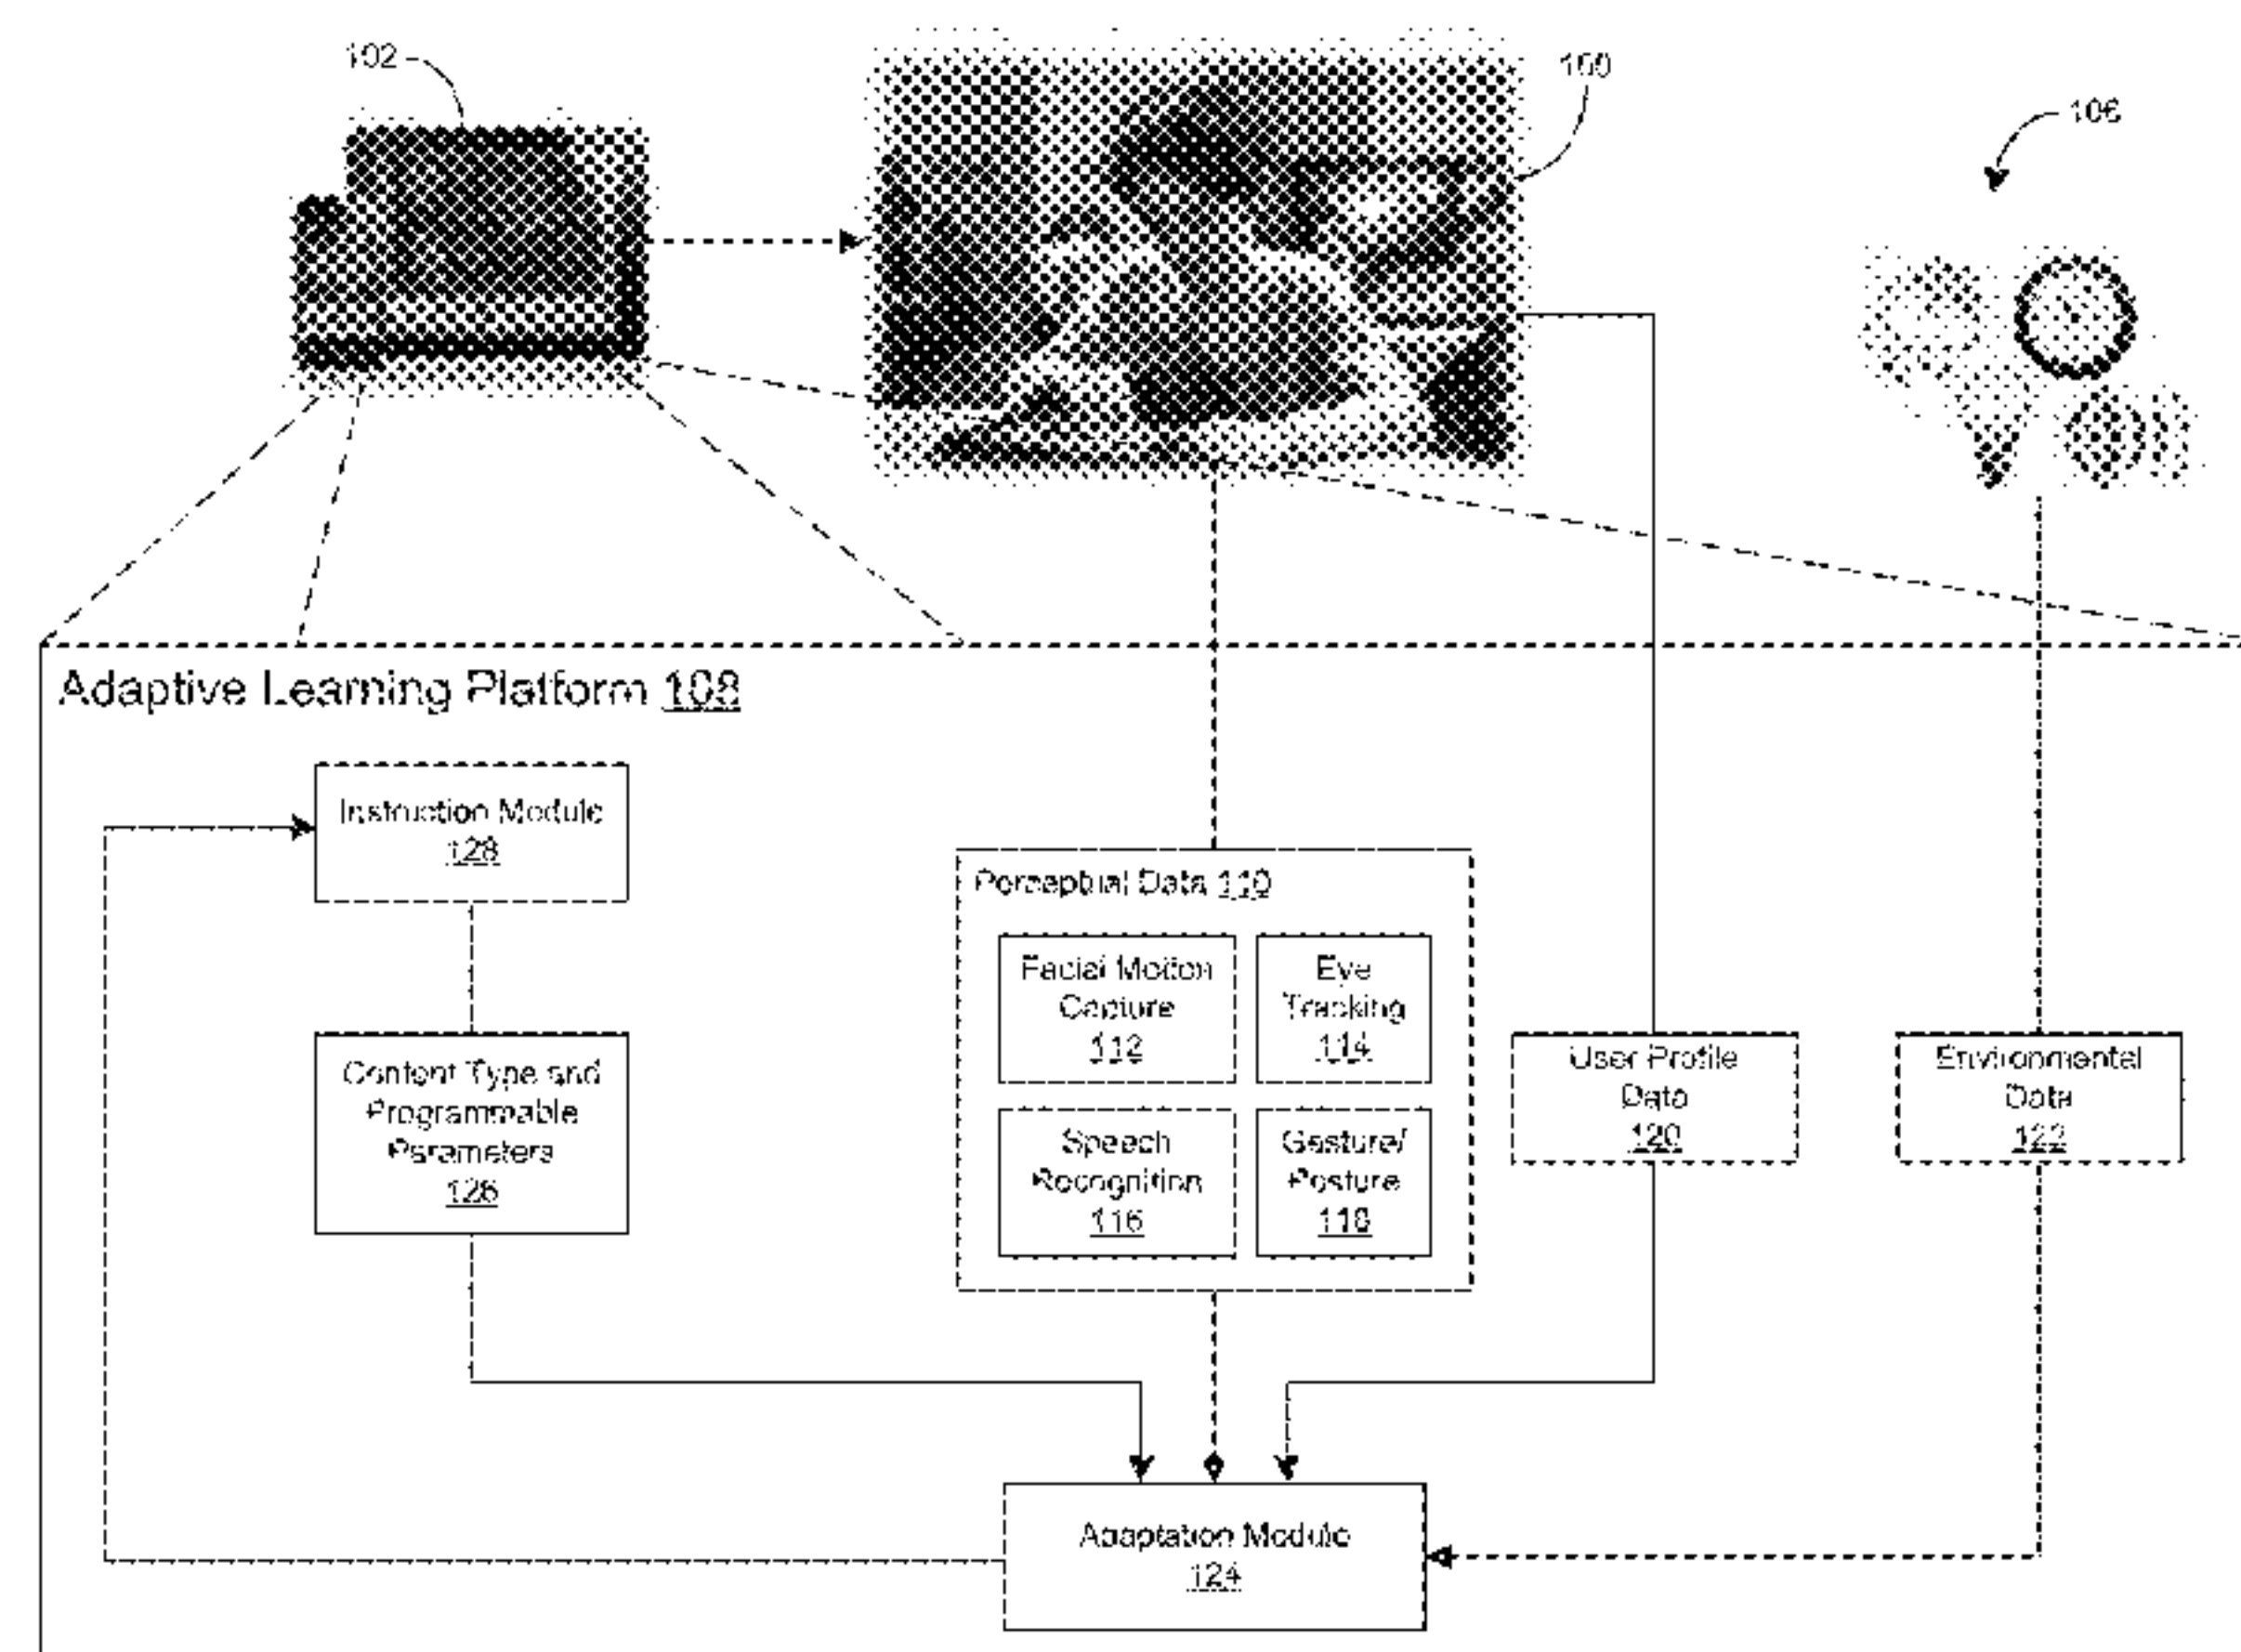 102
100
106
Adaptive Learning Platform 108
Instruction Module
128
Perceptual Data 110
Facial Motion
Capture
112
Eye
Tracking
114
Content Type and
Programmable
Parameters
126
User Profile
Data
120
Environmental
Data
122
Speech
Recognition
116
Gesture/
Posture
118
Adaptation Module
124